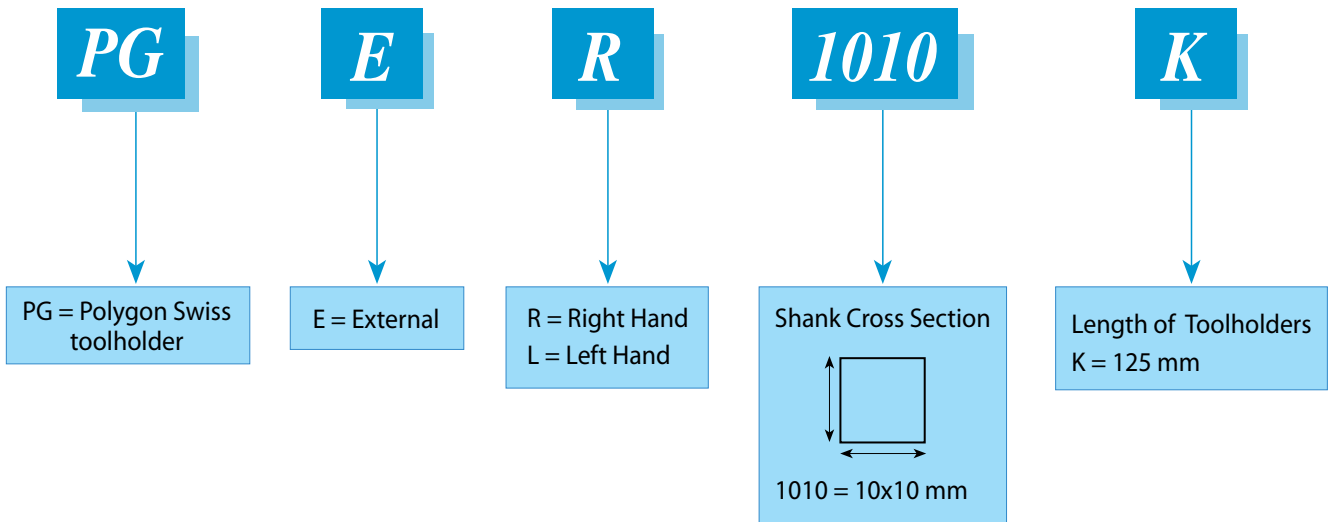 PG E R 1010 K
PG = Polygon Swiss
toolholder
E = External
R = Right Hand
L = Left Hand
Shank Cross Section
1010 = 10x10 mm
Length of Toolholders
K = 125 mm